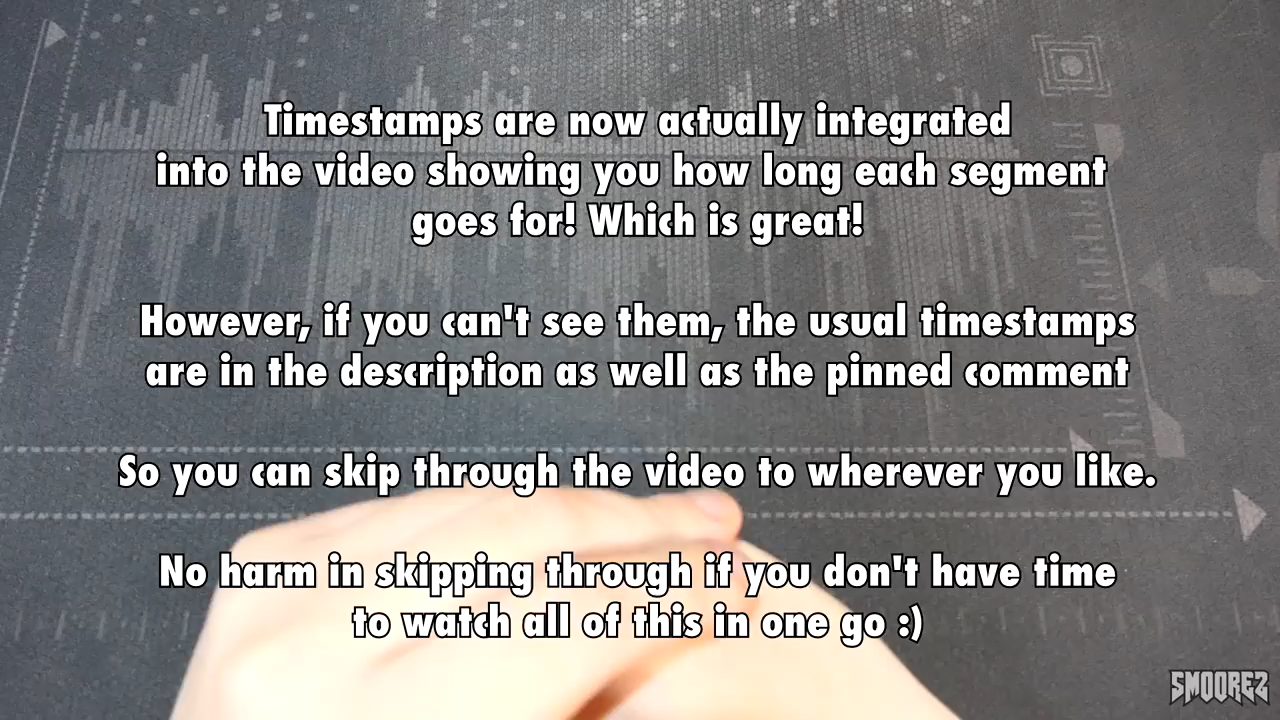 Timestamps are now actually integrated
into the video showing you how long each segment
goes for! Which is great!
However, if you can't see them, the usual timestamps
are in the description as well as the pinned comment
So you can skip through the video to wherever you like.
No harm in skipping through if you don't have time
to watch all of this in one go :)
SMOOREZ